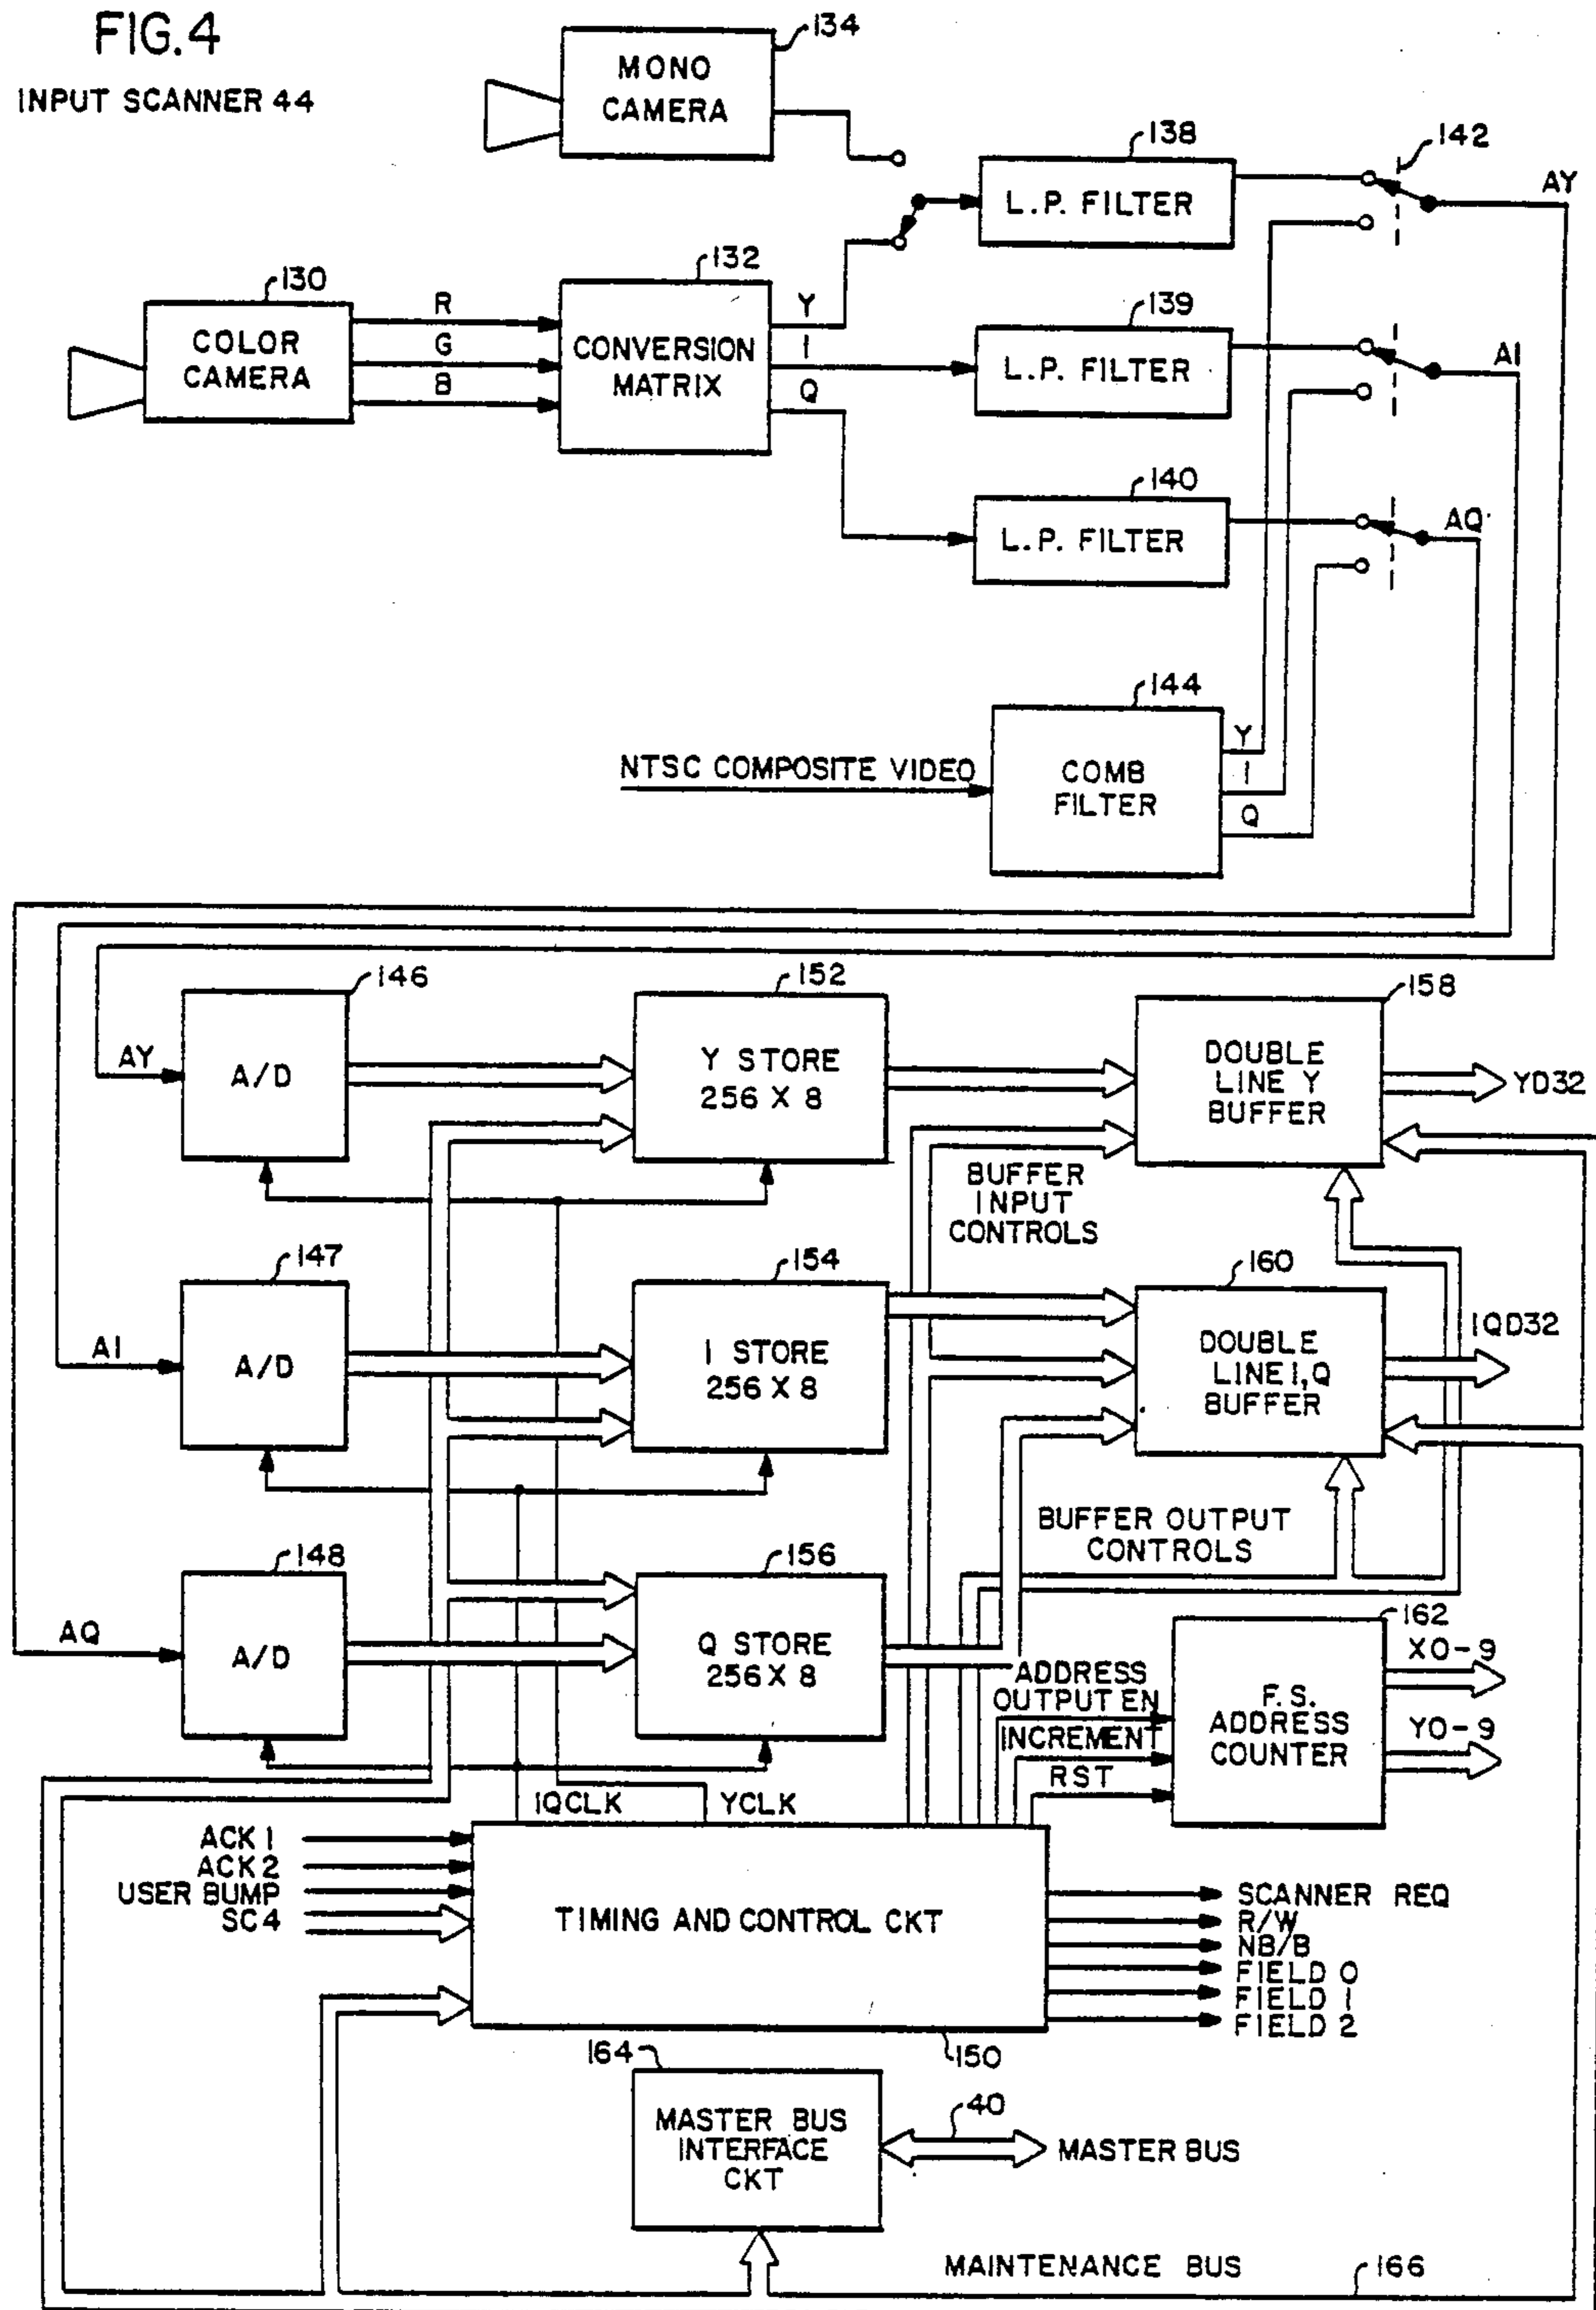 FIG.4
INPUT SCANNER 44
134
MONO
CAMERA
138
L.P. FILTER
142
AY
130
COLOR
CAMERA
R
G
B
132
CONVERSION
MATRIX
Y
I
Q
139
L.P. FILTER
AI
140
L.P. FILTER
AQ
144
NTSC COMPOSITE VIDEO
COMB
FILTER
Y
I
Q
146
AY
A/D
152
Y STORE
256 X 8
158
DOUBLE
LINE Y
BUFFER
YD32
BUFFER
INPUT
CONTROLS
147
AI
A/D
154
I STORE
256 X 8
160
DOUBLE
LINE I,Q
BUFFER
IQD32
BUFFER OUTPUT
CONTROLS
148
AQ
A/D
156
Q STORE
256 X 8
162
F.S.
ADDRESS
COUNTER
X0-9
Y0-9
ADDRESS
OUTPUT EN
INCREMENT
RST
IQCLK
YCLK
ACK 1
ACK 2
USER BUMP
SC4
TIMING AND CONTROL CKT
SCANNER REQ
R/W
NB/B
FIELD 0
FIELD 1
FIELD 2
150
164
MASTER BUS
INTERFACE
CKT
40
MASTER BUS
MAINTENANCE BUS
166